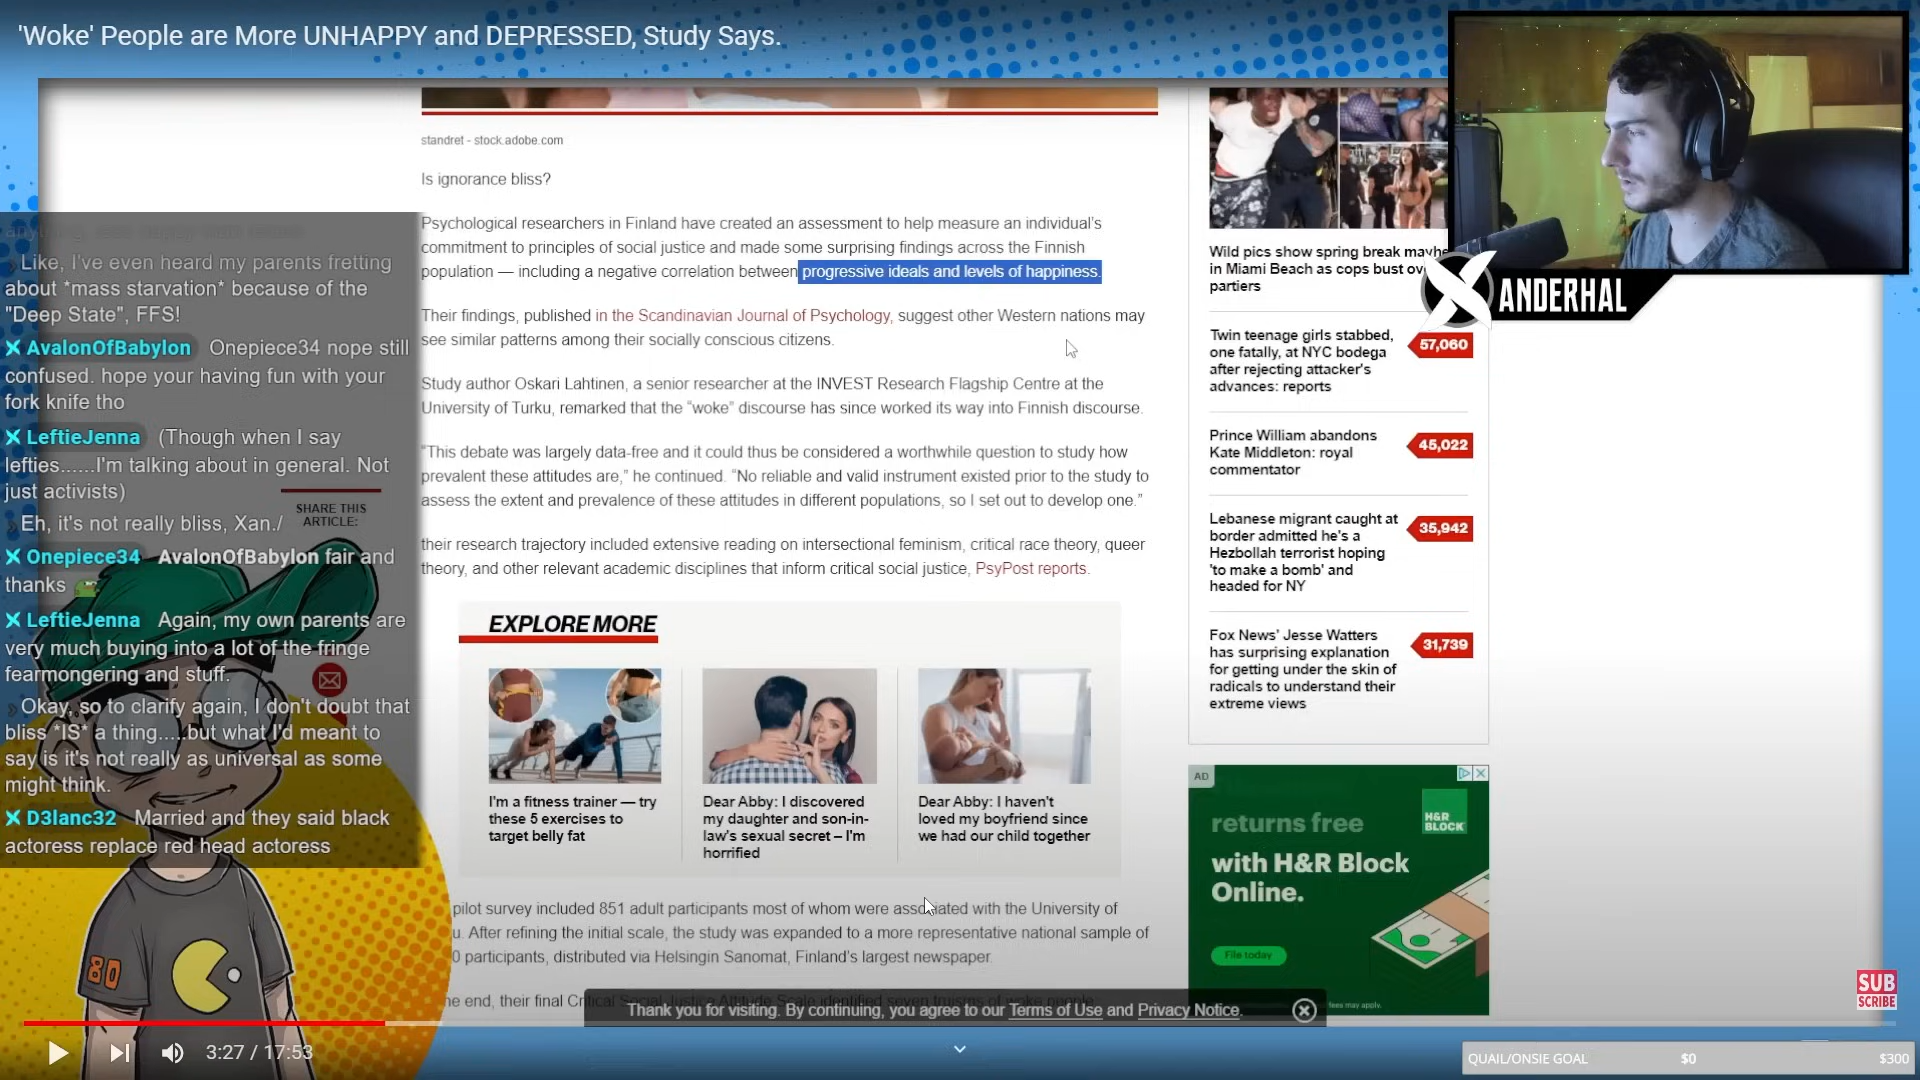 'Woke' People are More UNHAPPY and DEPRESSED, Study Says.
standret - stock.adobe.com
Is ignorance bliss?
Psychological researchers in Finland have created an assessment to help measure an individual's
commitment to principles of social justice and made some surprising findings across the Finnish
population — including a negative correlation between progressive ideals and levels of happiness.
Their findings, published in the Scandinavian Journal of Psychology, suggest other Western nations may
see similar patterns among their socially conscious citizens.
Study author Oskari Lahtinen, a senior researcher at the INVEST Research Flagship Centre at the
University of Turku, remarked that the “woke” discourse has since worked its way into Finnish discourse.
“This debate was largely data-free and it could thus be considered a worthwhile question to study how
prevalent these attitudes are,” he continued. “No reliable and valid instrument existed prior to the study to
assess the extent and prevalence of these attitudes in different populations, so I set out to develop one.”
their research trajectory included extensive reading on intersectional feminism, critical race theory, queer
theory, and other relevant academic disciplines that inform critical social justice, PsyPost reports.
EXPLORE MORE
I'm a fitness trainer — try
these 5 exercises to
target belly fat
Dear Abby: I discovered
my daughter and son-in-
law's sexual secret – I'm
horrified
Dear Abby: I haven't
loved my boyfriend since
we had our child together
pilot survey included 851 adult participants most of whom were associated with the University of
u. After refining the initial scale, the study was expanded to a more representative national sample of
0 participants, distributed via Helsingin Sanomat, Finland's largest newspaper.
he end, their final Critical Social Justice Attitude Scale identified seven truisms of woke people:
Thank you for visiting. By continuing, you agree to our Terms of Use and Privacy Notice.
Like, I've even heard my parents fretting
about *mass starvation* because of the
"Deep State", FFS!
AvalonOfBabylon Onepiece34 nope still
confused. hope your having fun with your
fork knife tho
LeftieJenna (Though when I say
lefties......I'm talking about in general. Not
just activists)
Eh, it's not really bliss, Xan./
SHARE THIS
ARTICLE:
Onepiece34 AvalonOfBabylon fair and
thanks
LeftieJenna Again, my own parents are
very much buying into a lot of the fringe
fearmongering and stuff.
Okay, so to clarify again, I don't doubt that
bliss *IS* a thing.....but what I'd meant to
say is it's not really as universal as some
might think.
D3lanc32 Married and they said black
actoress replace red head actoress
80
3:27 / 17:53
Wild pics show spring break mayhe
in Miami Beach as cops bust ov
partiers
XANDERHAL
Twin teenage girls stabbed,
one fatally, at NYC bodega
after rejecting attacker's
advances: reports
57,060
Prince William abandons
Kate Middleton: royal
commentator
45,022
Lebanese migrant caught at
border admitted he's a
Hezbollah terrorist hoping
'to make a bomb' and
headed for NY
35,942
Fox News' Jesse Watters
has surprising explanation
for getting under the skin of
radicals to understand their
extreme views
31,739
AD
returns free
with H&R Block
Online.
H&R
BLOCK
File today
fees may apply.
SUB
SCRIBE
QUAIL/ONSIE GOAL $0 $300